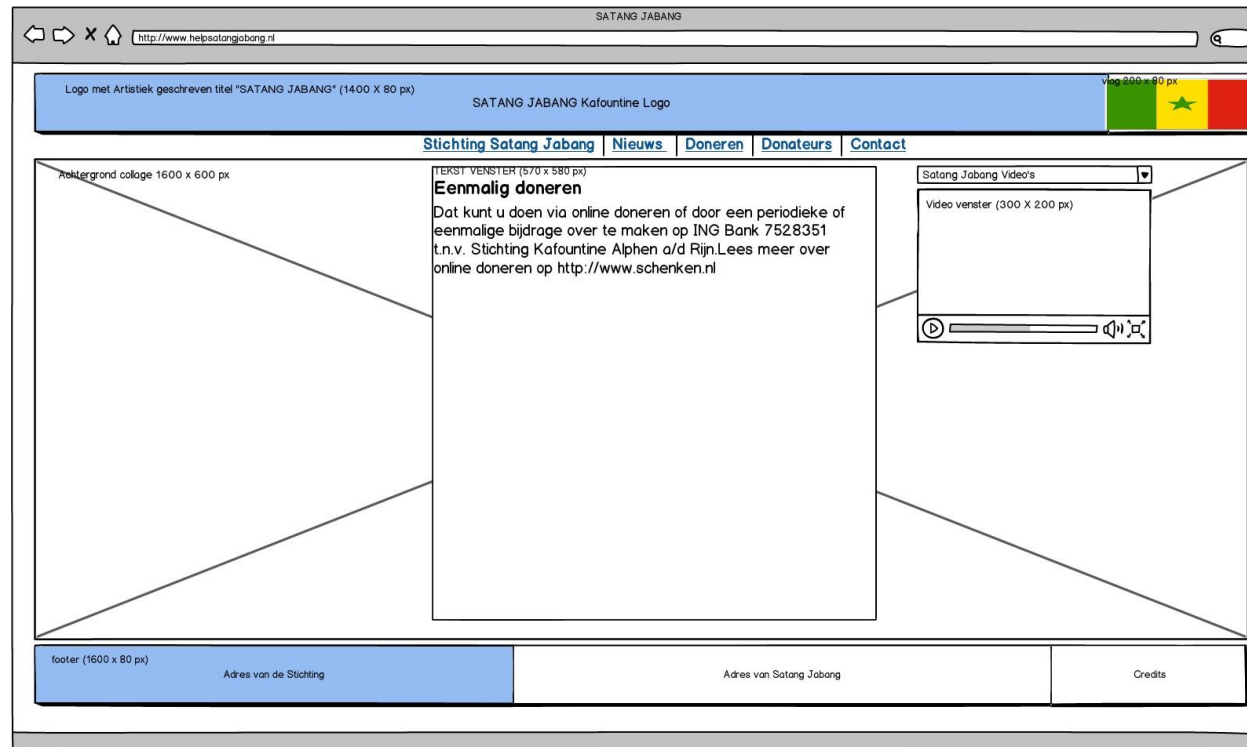 SATANG JABANG
http://www.helpsatangjabang.nl
Logo met Artistiek geschreven titel "SATANG JABANG" (1400 X 80 px)
SATANG JABANG Kafountine Logo
vlag 200 x 80 px
Stichting Satang Jabang Nieuws Doneren Donateurs Contact
Achtergrond collage 1600 x 600 px
TEKST VENSTER (570 x 580 px)
Eenmalig doneren
Dat kunt u doen via online doneren of door een periodieke of
eenmalige bijdrage over te maken op ING Bank 7528351
t.n.v. Stichting Kafountine Alphen a/d Rijn.Lees meer over
online doneren op http://www.schenken.nl
Satang Jabang Video's
Video venster (300 X 200 px)
footer (1600 x 80 px)
Adres van de Stichting
Adres van Satang Jabang
Credits